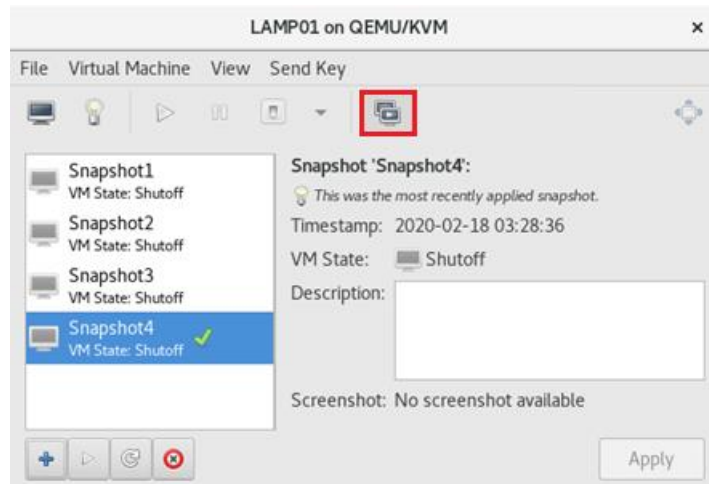 LAMP01 on QEMU/KVM
File Virtual Machine View Send Key
Snapshot1
VM State: Shutoff
Snapshot2
VM State: Shutoff
Snapshot3
VM State: Shutoff
Snapshot4
VM State: Shutoff
Snapshot 'Snapshot4':
This was the most recently applied snapshot.
Timestamp: 2020-02-18 03:28:36
VM State: Shutoff
Description:
Screenshot: No screenshot available
Apply